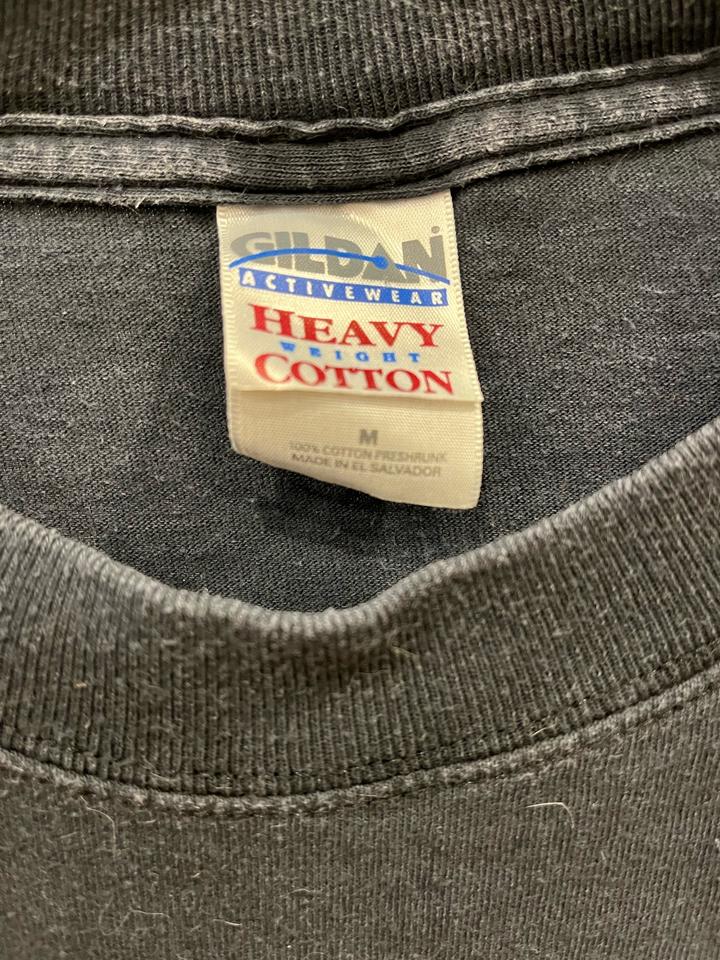 GILDAN
ACTIVEWEAR
HEAVY
WEIGHT
COTTON
M
100% COTTON PRESHRUNK
MADE IN EL SALVADOR